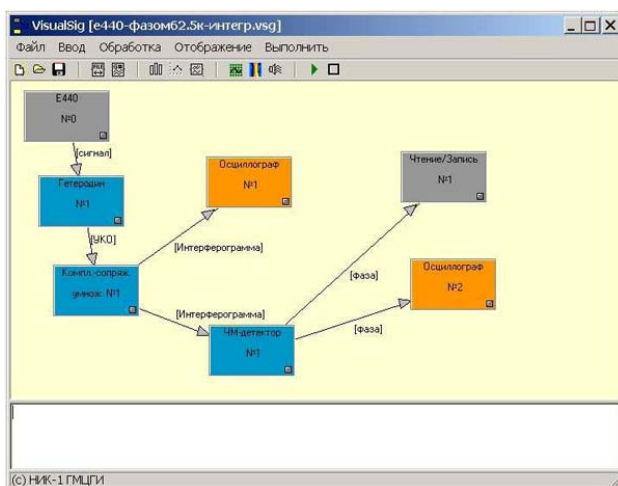 VisualSig [e440-фазом62.5к-интегр.vsg]
Файл Ввод Обработка Отображение Выполнить
E440
№0
[сигнал]
Гетеродин
№1
Осциллограф
№1
Чтение/Запись
№1
[УКО]
[Интерферограмма]
Компл.-сопряж.
умнож. №1
[Интерферограмма]
[фаза]
Осциллограф
№2
ЧМ-детектор
№1
[фаза]
(c) НИК-1 ГМЦГИ